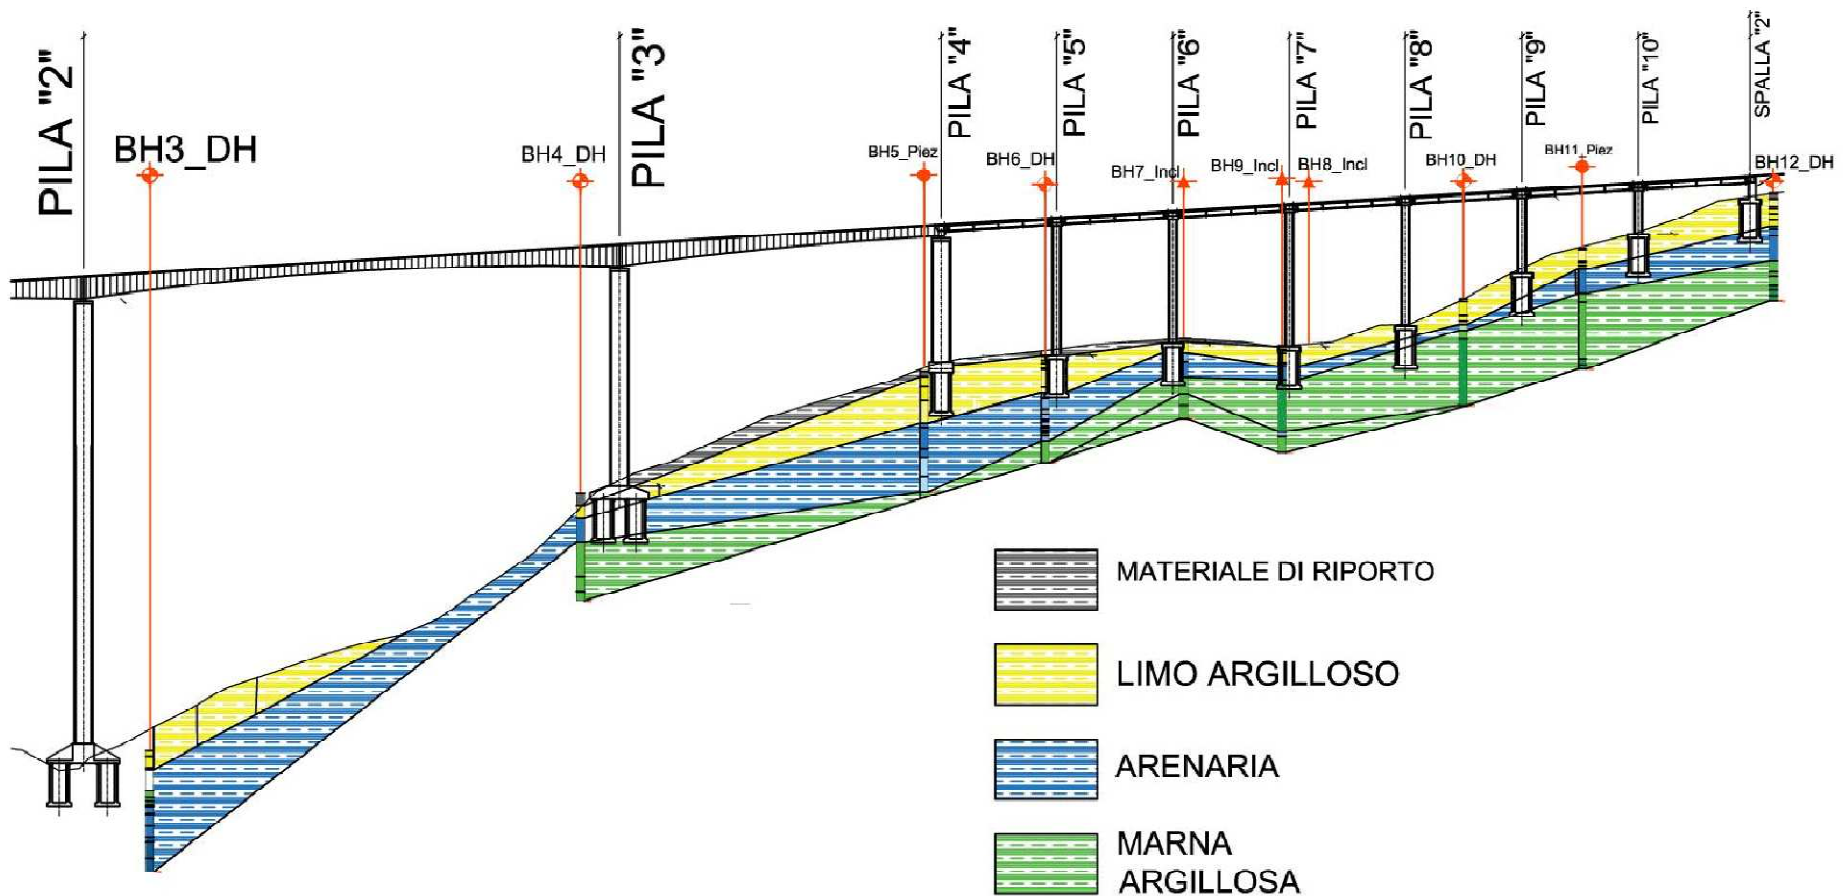 PILA "2"
PILA "3"
PILA "4"
PILA "5"
PILA "6"
PILA "7"
PILA "8"
PILA "9"
PILA "10"
SPALLA "2"
BH3_DH
BH4_DH
BH5_Piez
BH6_DH
BH7_Incl
BH9_Incl
BH8_Incl
BH10_DH
BH11_Piez
BH12_DH
MATERIALE DI RIPORTO
LIMO ARGILLOSO
ARENARIA
MARNA
ARGILLOSA